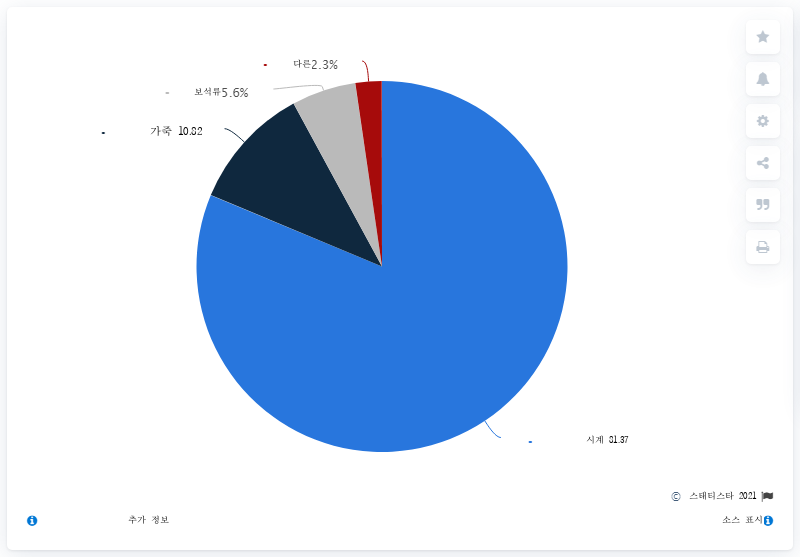 다른2.3%
보석류5.6%
가죽 10.82
시계 81.37
© 스태티스타 2021
추가 정보
소스 표시